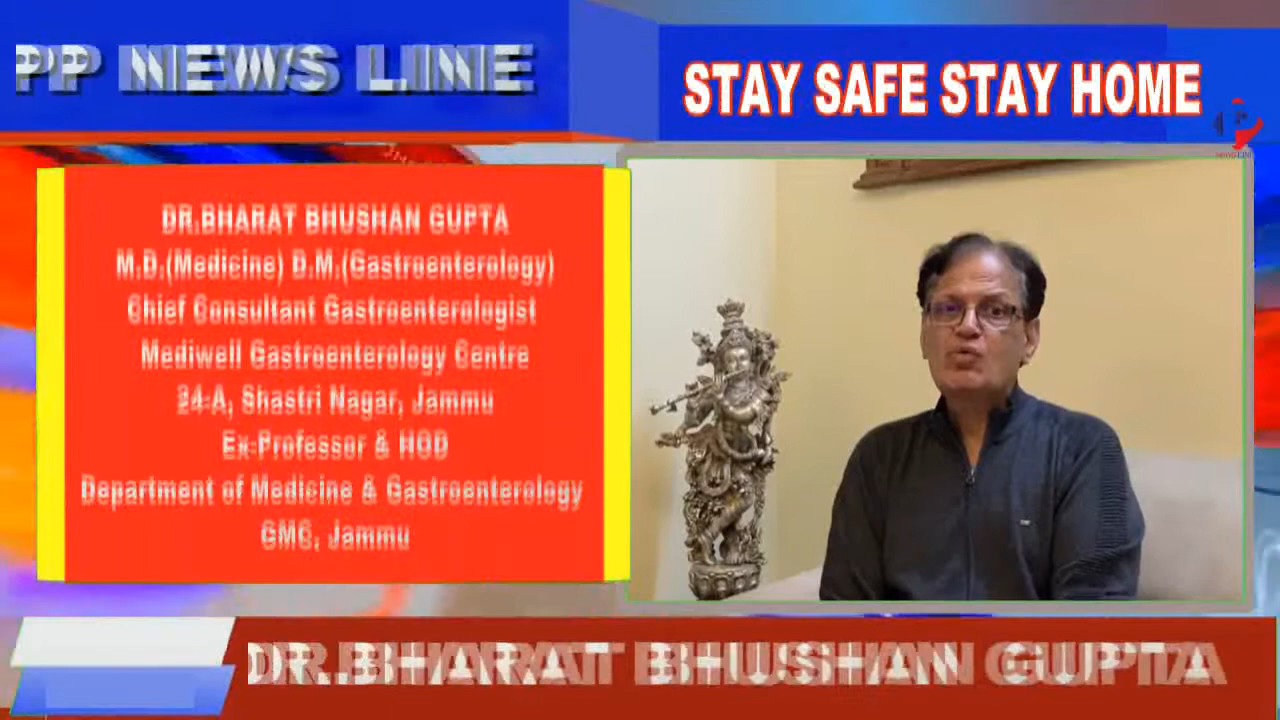 PP NEWS LINE
STAY SAFE STAY HOME
DR.BHARAT BHUSHAN GUPTA
M.D.(Medicine) D.M.(Gastroenterology)
Chief Consultant Gastroenterologist
Mediwell Gastroenterology Centre
24-A, Shastri Nagar, Jammu
Ex-Professor & HOD
Department of Medicine & Gastroenterology
GMC, Jammu
DR.BHARAT BHUSHAN GUPTA